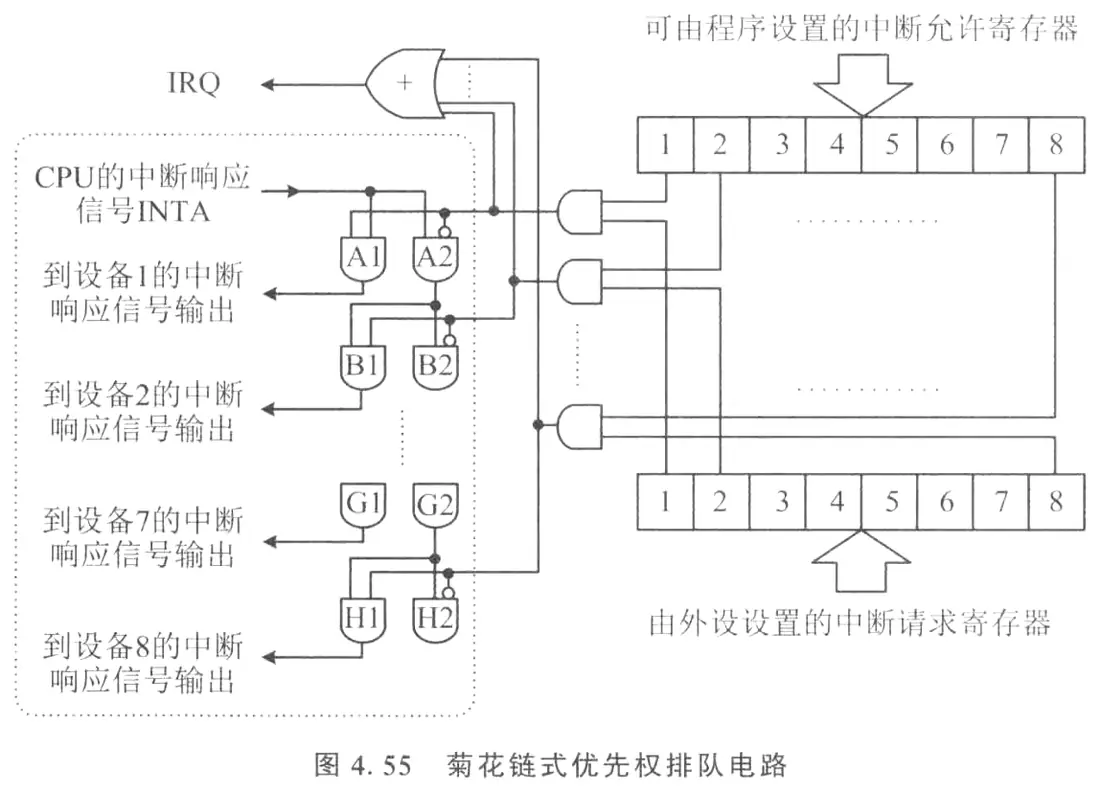 可由程序设置的中断允许寄存器
IRQ
+
1 2 3 4 5 6 7 8
CPU的中断响应
信号INTA
A1 A2
到设备1的中断
响应信号输出
B1 B2
到设备2的中断
响应信号输出
G1 G2
1 2 3 4 5 6 7 8
到设备7的中断
响应信号输出
H1 H2
由外设设置的中断请求寄存器
到设备8的中断
响应信号输出
图 4.55 菊花链式优先权排队电路